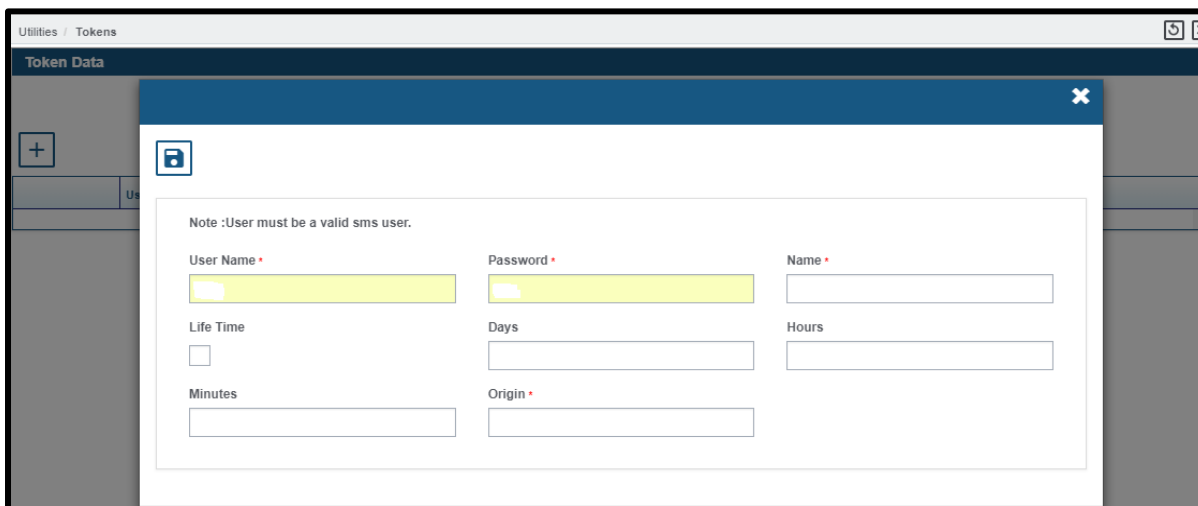 Utilities / Tokens
Token Data
Us
Note :User must be a valid sms user.
User Name * Password * Name *
Life Time Days Hours
Minutes Origin *